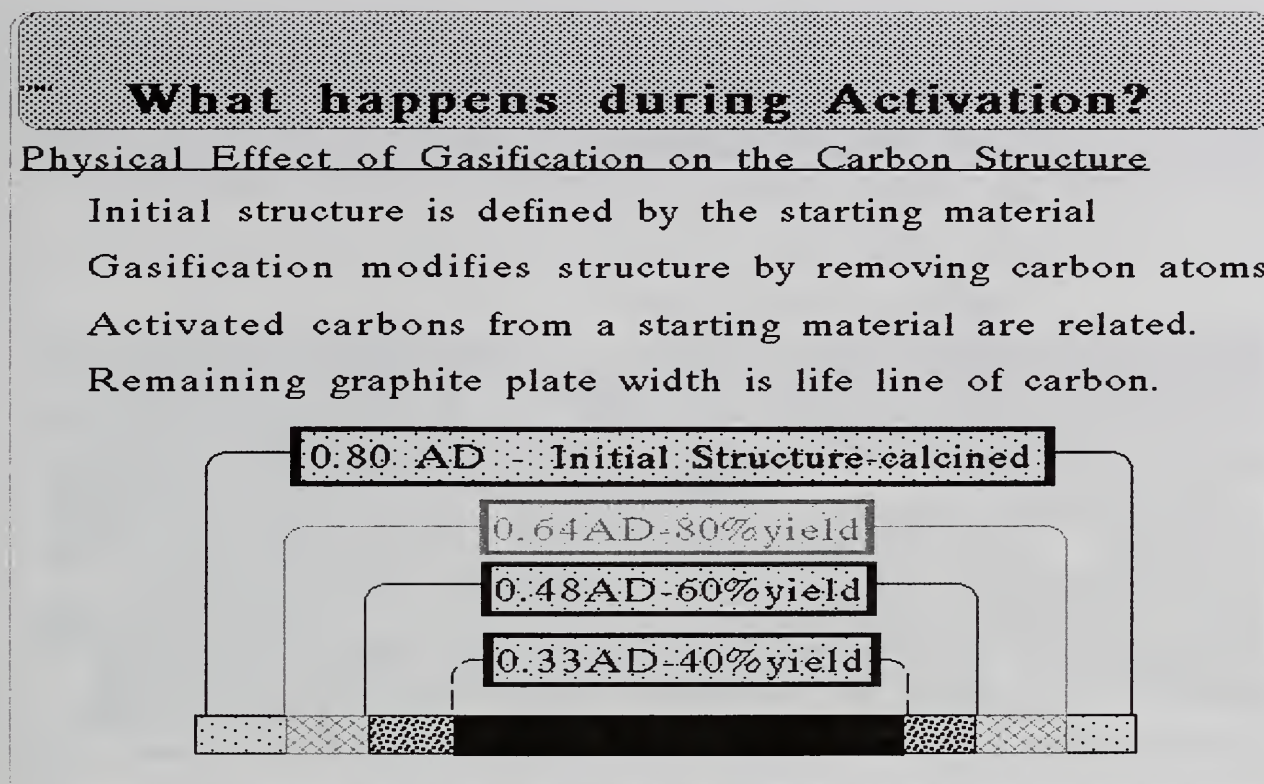 What happens during Activation?
Physical Effect of Gasification on the Carbon Structure
Initial structure is defined by the starting material
Gasification modifies structure by removing carbon atoms
Activated carbons from a starting material are related.
Remaining graphite plate width is life line of carbon.
0.80 AD - Initial Structure-calcined
0.64AD-80%yield
0.48AD-60%yield
0.33AD-40%yield